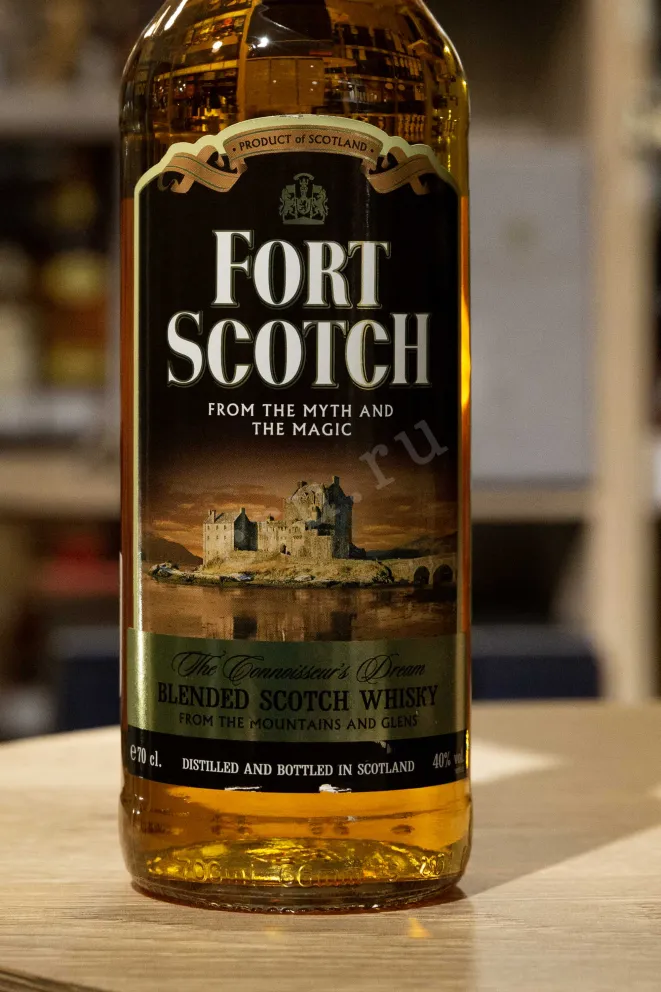 PRODUCT of SCOTLAND
FORT
SCOTCH
FROM THE MYTH AND
THE MAGIC
.ru
The Connoisseur's Dream
BLENDED SCOTCH WHISKY
FROM THE MOUNTAINS AND GLENS
e70 cl.
DISTILLED AND BOTTLED IN SCOTLAND
40% vol